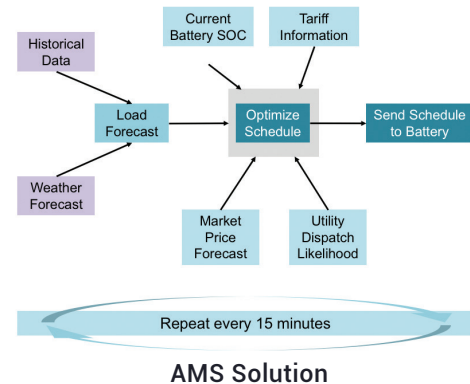 Current
Battery SOC
Tariff
Information
Historical
Data
Load
Forecast
Optimize
Schedule
Send Schedule
to Battery
Weather
Forecast
Market
Price
Forecast
Utility
Dispatch
Likelihood
Repeat every 15 minutes
AMS Solution